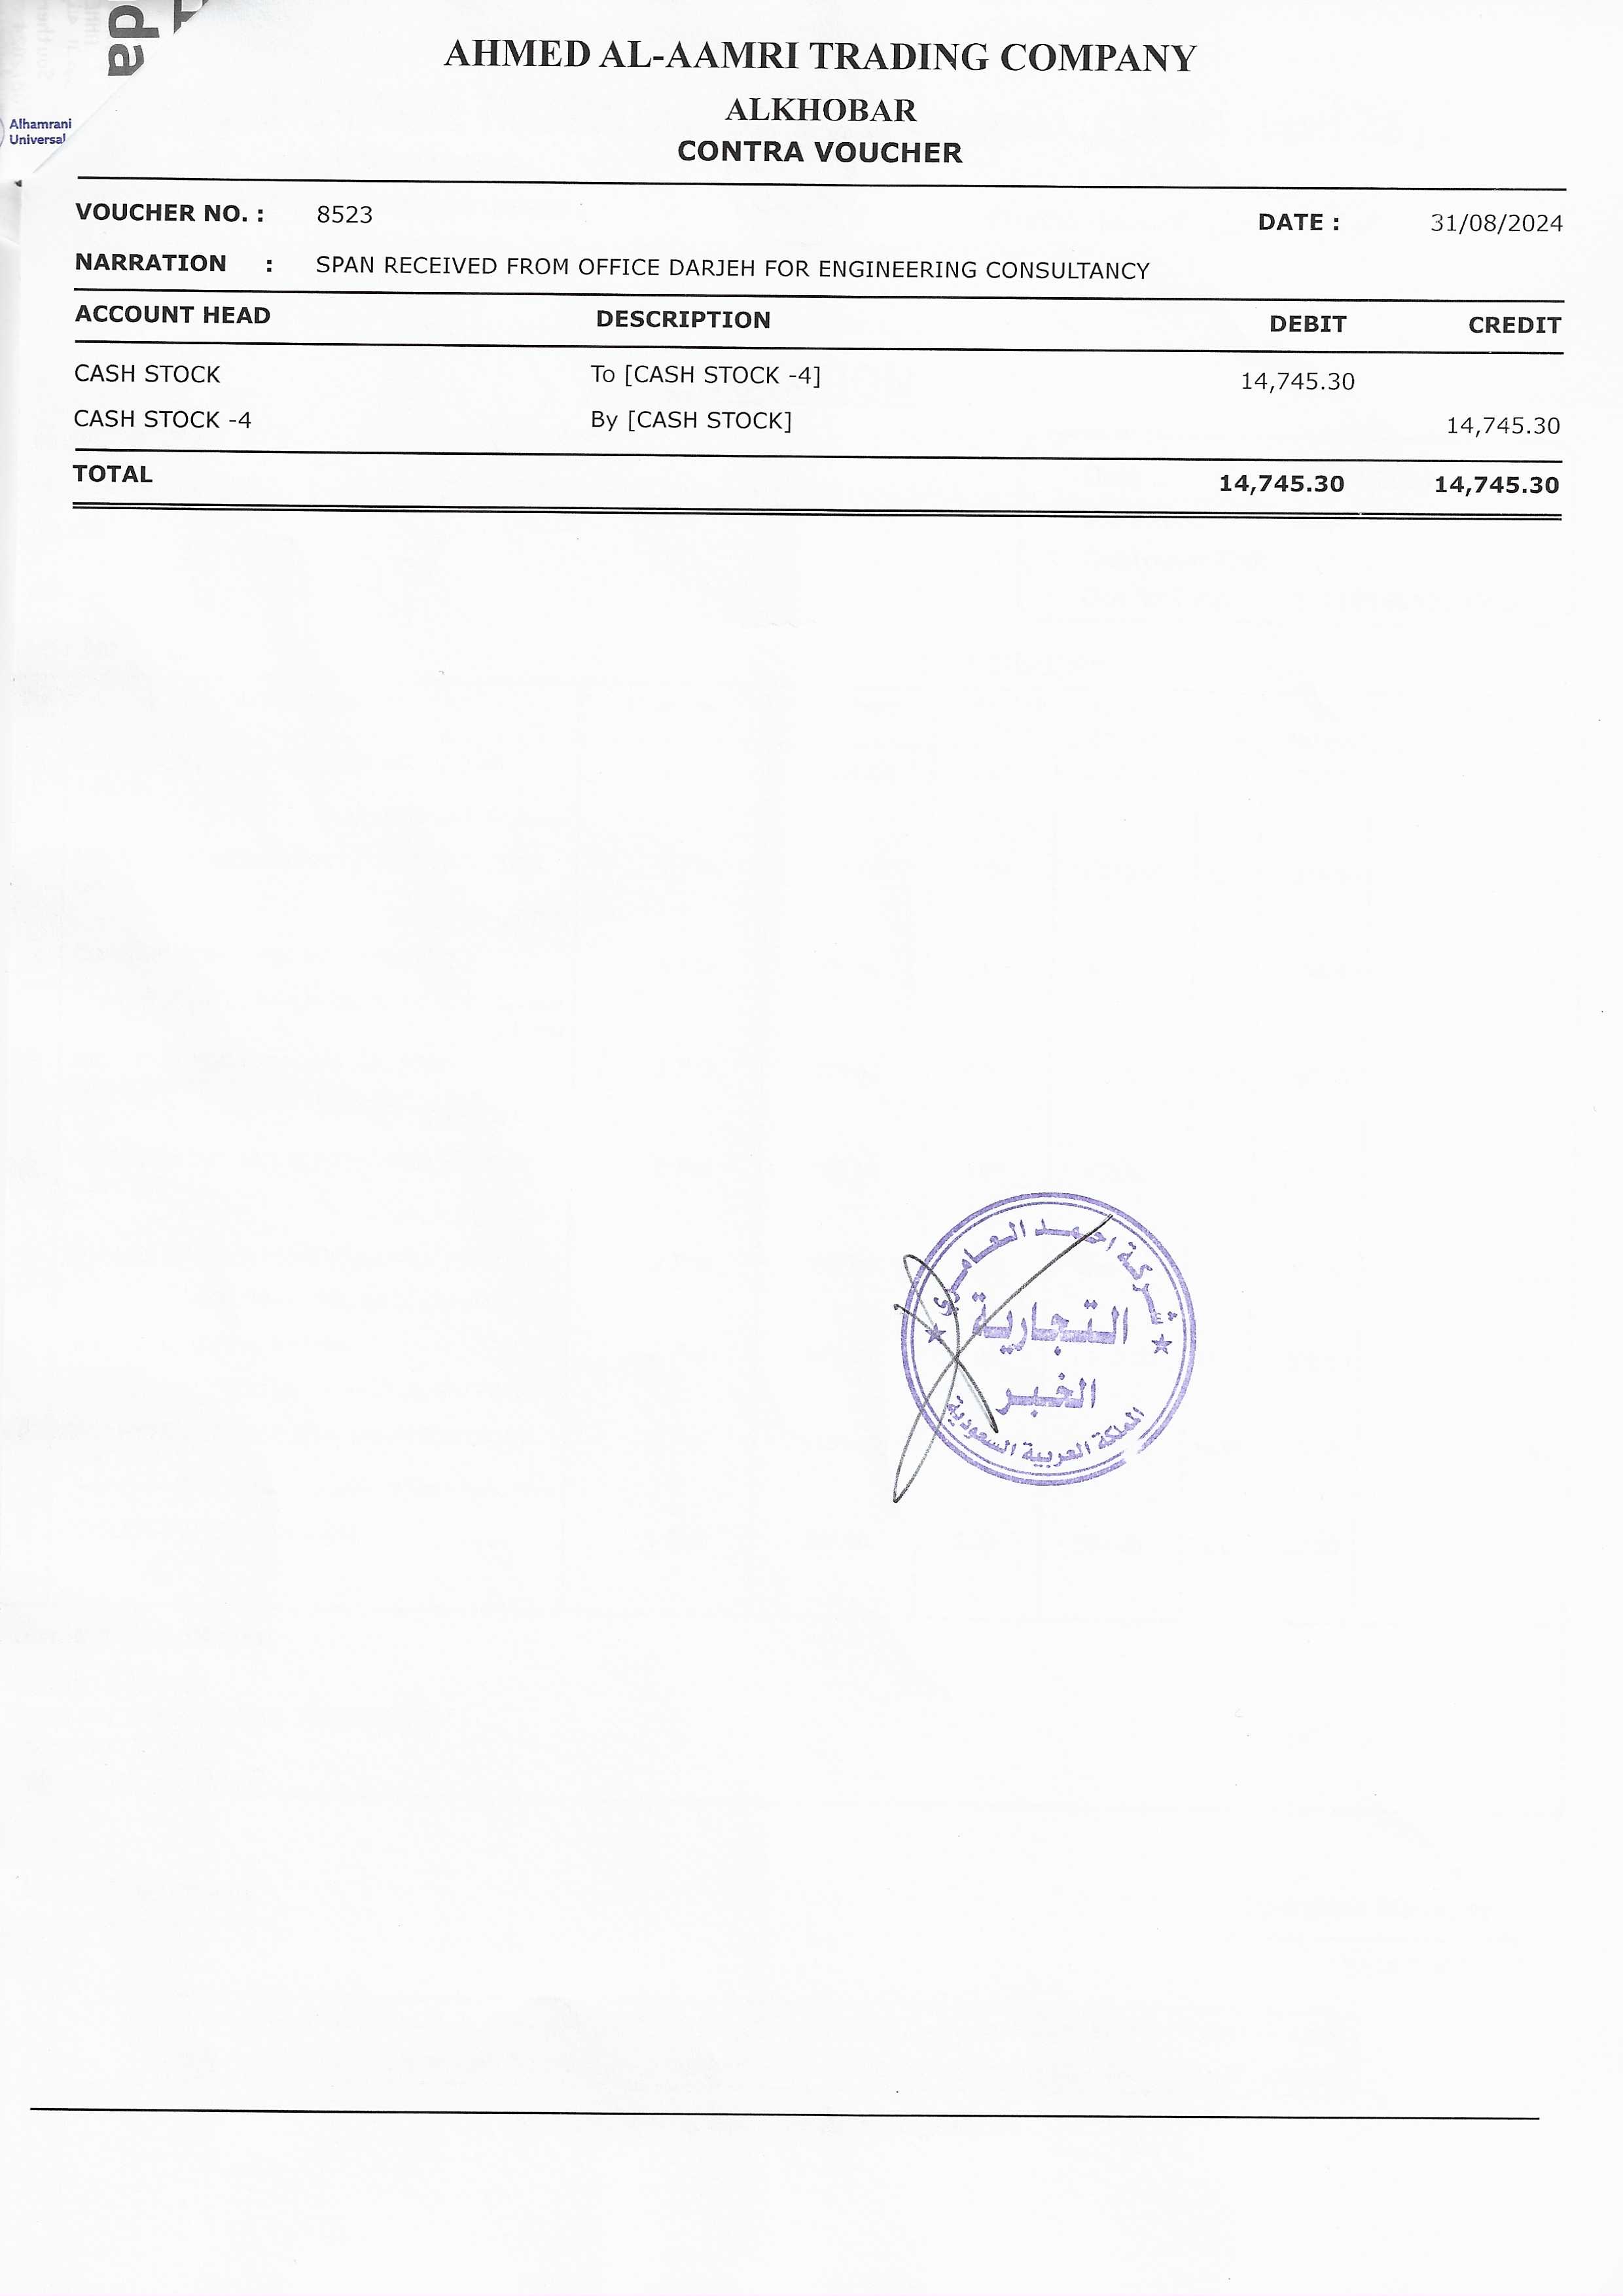 da
Alhamrani
Universal
AHMED AL-AAMRI TRADING COMPANY
ALKHOBAR
CONTRA VOUCHER
VOUCHER NO. : 8523 DATE : 31/08/2024
NARRATION : SPAN RECEIVED FROM OFFICE DARJEH FOR ENGINEERING CONSULTANCY
ACCOUNT HEAD DESCRIPTION DEBIT CREDIT
CASH STOCK To [CASH STOCK -4] 14,745.30
CASH STOCK -4 By [CASH STOCK] 14,745.30
TOTAL 14,745.30 14,745.30
شركة احمد العامري
التجارية
الخبر
المملكة العربية السعودية